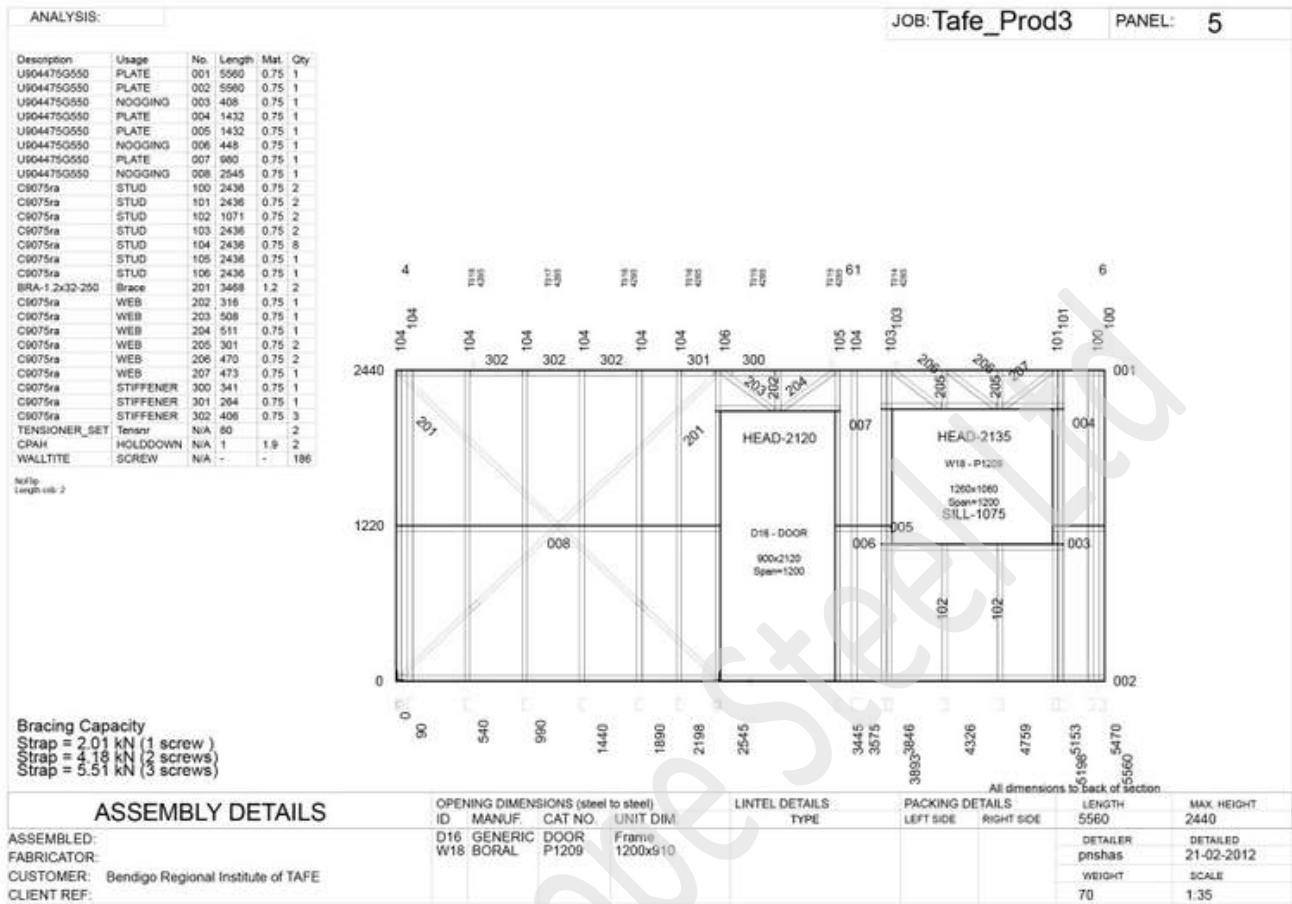 ANALYSIS:
JOB: Tafe_Prod3 PANEL: 5
Description Usage No. Length Mat. Qty
U904475G550 PLATE 001 5560 0.75 1
U904475G550 PLATE 002 5560 0.75 1
U904475G550 NOGGING 003 408 0.75 1
U904475G550 PLATE 004 1432 0.75 1
U904475G550 PLATE 005 1432 0.75 1
U904475G550 NOGGING 006 448 0.75 1
U904475G550 PLATE 007 980 0.75 1
U904475G550 NOGGING 008 2545 0.75 1
C9075ra STUD 100 2436 0.75 2
C9075ra STUD 101 2436 0.75 2
C9075ra STUD 102 1071 0.75 2
C9075ra STUD 103 2436 0.75 2
C9075ra STUD 104 2436 0.75 8
C9075ra STUD 105 2436 0.75 1
C9075ra STUD 106 2436 0.75 1
BRA-1.2x32-250 Brace 201 3468 1.2 2
C9075ra WEB 202 316 0.75 1
C9075ra WEB 203 508 0.75 1
C9075ra WEB 204 511 0.75 1
C9075ra WEB 205 301 0.75 2
C9075ra WEB 206 470 0.75 2
C9075ra WEB 207 473 0.75 1
C9075ra STIFFENER 300 341 0.75 1
C9075ra STIFFENER 301 264 0.75 1
C9075ra STIFFENER 302 406 0.75 3
TENSIONER_SET Tensnr N/A 60 2
CPAH HOLDDOWN N/A 1 1.9 2
WALLTITE SCREW N/A - - 186
NoFlip
4 61 6
104 104 104 104 104 104 104 106 105 104 103 103 101 101 100 100
302 302 302 301 300
2440 203 202 204 206 205 206 205 207 001
201 201 007 004
HEAD-2120 HEAD-2135
W18 - P1209
1260x1060
Span=1200
SILL-1075
1220 005
008 D16 - DOOR 006 003
900x2120
Span=1200
102 102
0 002
0 90 540 990 1440 1890 2198 2545 3445 3575 3846 3893 4326 4759 5153 5198 5470 5560
Bracing Capacity
Strap = 2.01 kN (1 screw )
Strap = 4.18 kN (2 screws)
Strap = 5.51 kN (3 screws)
All dimensions to back of section
ASSEMBLY DETAILS
ASSEMBLED:
FABRICATOR:
CUSTOMER: Bendigo Regional Institute of TAFE
CLIENT REF:
OPENING DIMENSIONS (steel to steel)
ID MANUF. CAT NO. UNIT DIM.
D16 GENERIC DOOR Frame
W18 BORAL P1209 1200x910
LINTEL DETAILS
TYPE
PACKING DETAILS
LEFT SIDE RIGHT SIDE
LENGTH MAX. HEIGHT
5560 2440
DETAILER DETAILED
pnshas 21-02-2012
WEIGHT SCALE
70 1:35